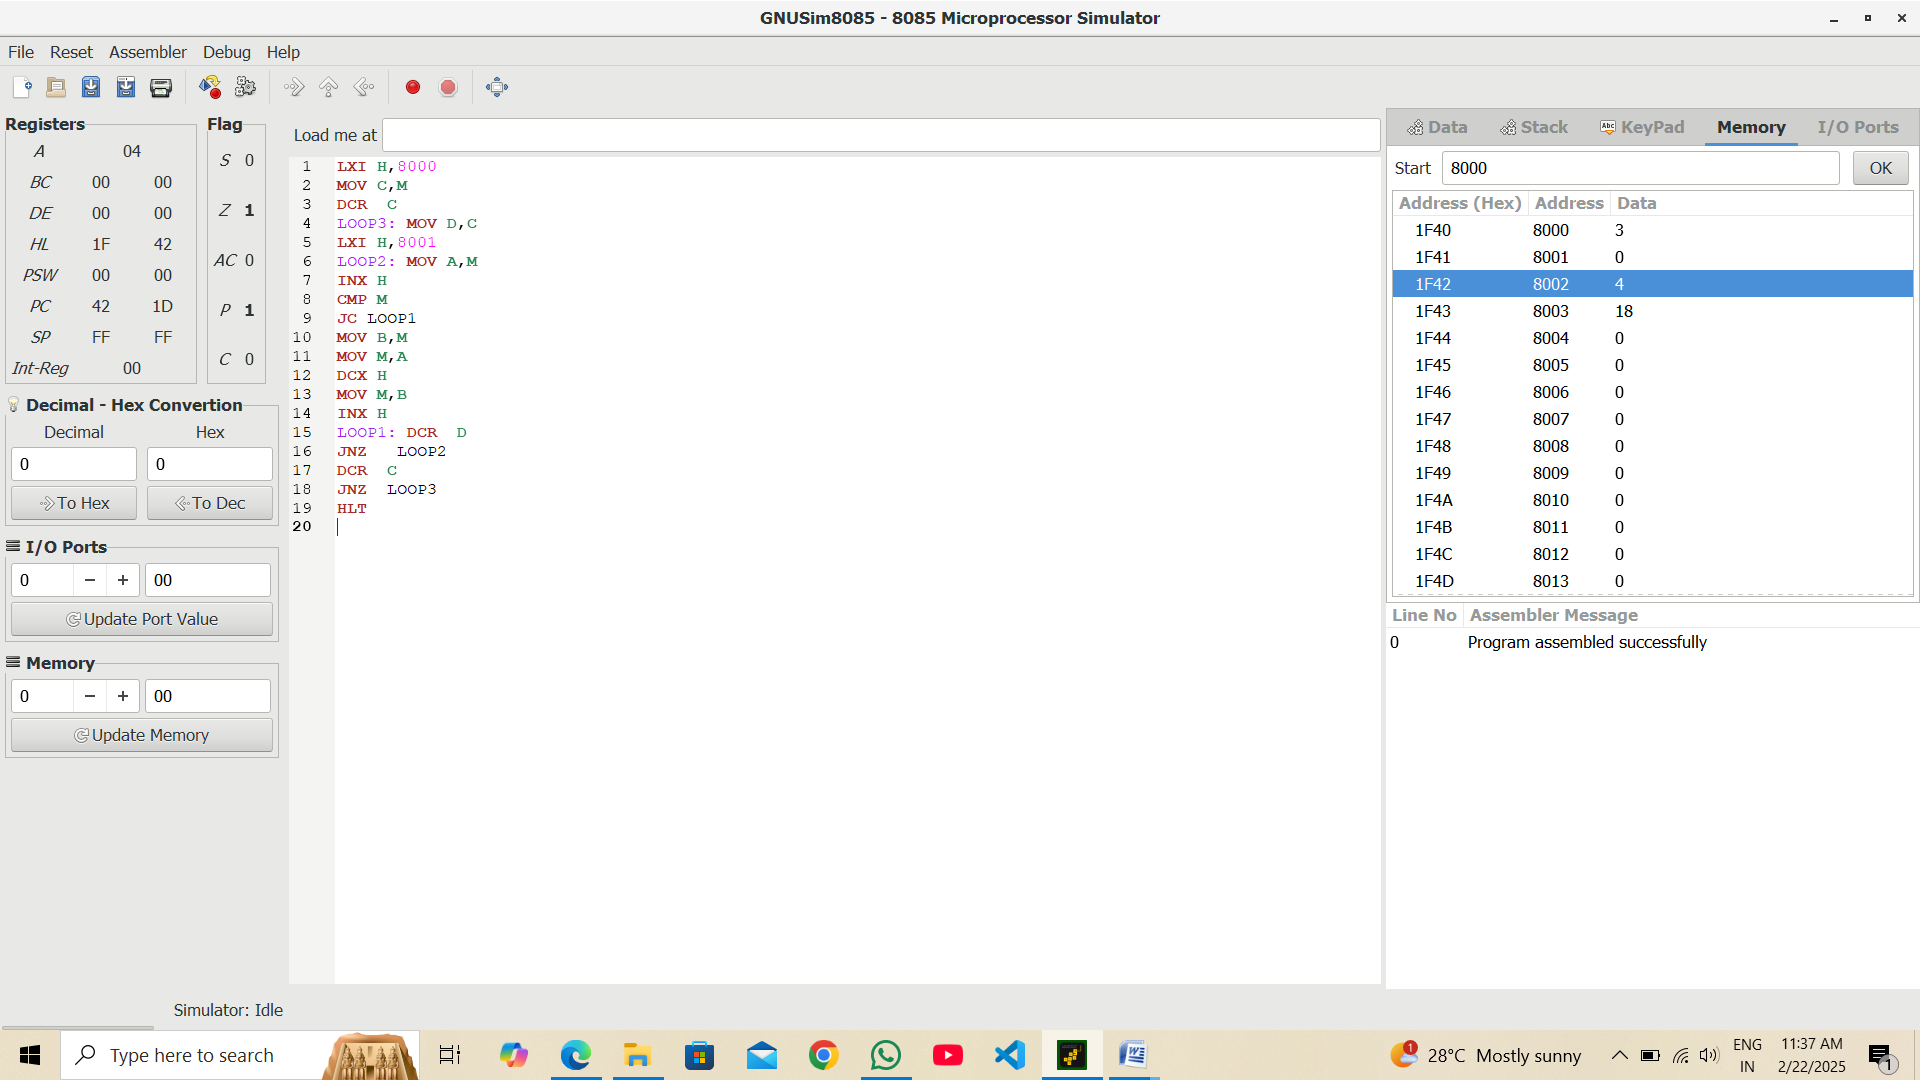 GNUSim8085 - 8085 Microprocessor Simulator
File Reset Assembler Debug Help
Registers
A 04
BC 00 00
DE 00 00
HL 1F 42
PSW 00 00
PC 42 1D
SP FF FF
Int-Reg 00
Flag
S 0
Z 1
AC 0
P 1
C 0
Decimal - Hex Convertion
Decimal Hex
0 0
To Hex To Dec
I/O Ports
0 − + 00
Update Port Value
Memory
0 − + 00
Update Memory
Load me at
1 LXI H,8000
2 MOV C,M
3 DCR C
4 LOOP3: MOV D,C
5 LXI H,8001
6 LOOP2: MOV A,M
7 INX H
8 CMP M
9 JC LOOP1
10 MOV B,M
11 MOV M,A
12 DCX H
13 MOV M,B
14 INX H
15 LOOP1: DCR D
16 JNZ LOOP2
17 DCR C
18 JNZ LOOP3
19 HLT
20
Data Stack Abc KeyPad Memory I/O Ports
Start 8000 OK
Address (Hex) Address Data
1F40 8000 3
1F41 8001 0
1F42 8002 4
1F43 8003 18
1F44 8004 0
1F45 8005 0
1F46 8006 0
1F47 8007 0
1F48 8008 0
1F49 8009 0
1F4A 8010 0
1F4B 8011 0
1F4C 8012 0
1F4D 8013 0
Line No Assembler Message
0 Program assembled successfully
Simulator: Idle
Type here to search
1 28°C Mostly sunny
ENG
IN
11:37 AM
2/22/2025
1